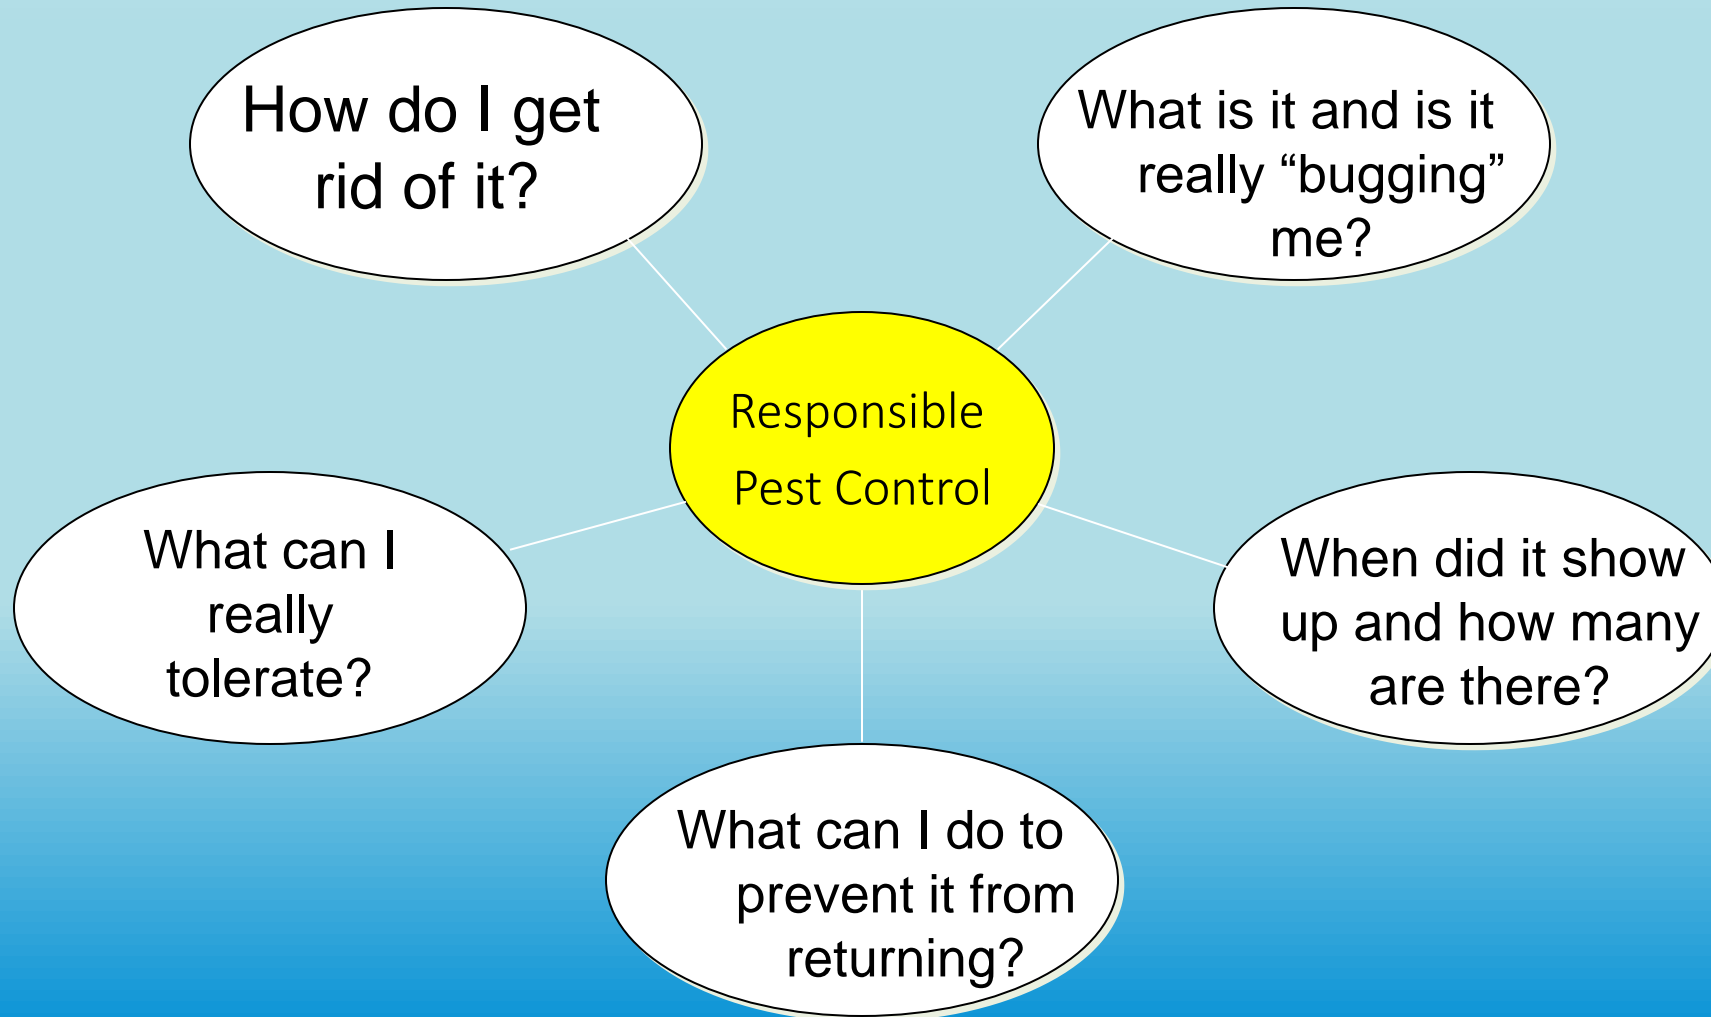 How do I get
rid of it?
What is it and is it
really “bugging”
me?
Responsible
Pest Control
What can I
really
tolerate?
When did it show
up and how many
are there?
What can I do to
prevent it from
returning?